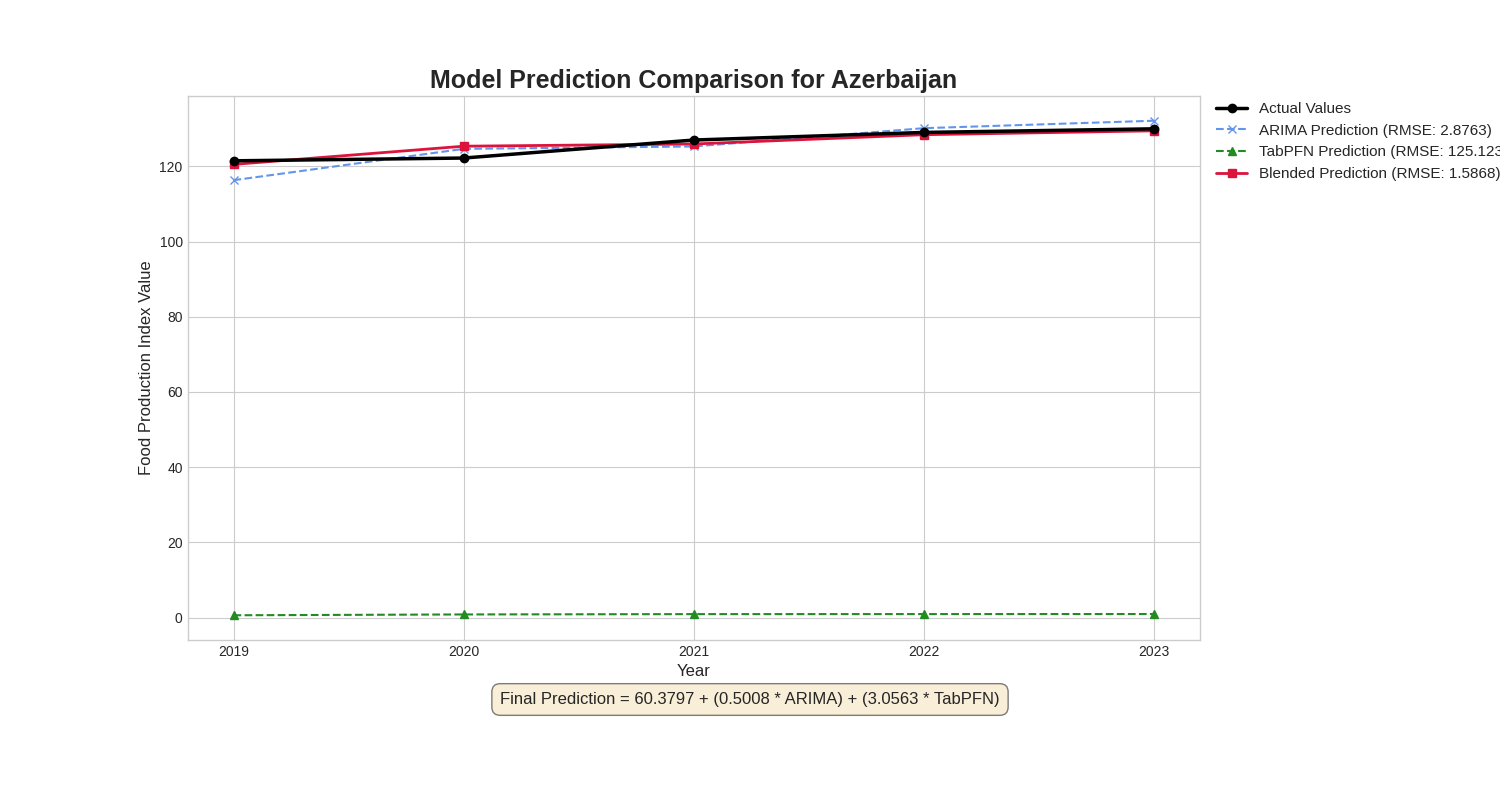 Model Prediction Comparison for Azerbaijan
Actual Values
ARIMA Prediction (RMSE: 2.8763)
TabPFN Prediction (RMSE: 125.123
Blended Prediction (RMSE: 1.5868)
Food Production Index Value
120
100
80
60
40
20
0
2019 2020 2021 2022 2023
Year
Final Prediction = 60.3797 + (0.5008 * ARIMA) + (3.0563 * TabPFN)